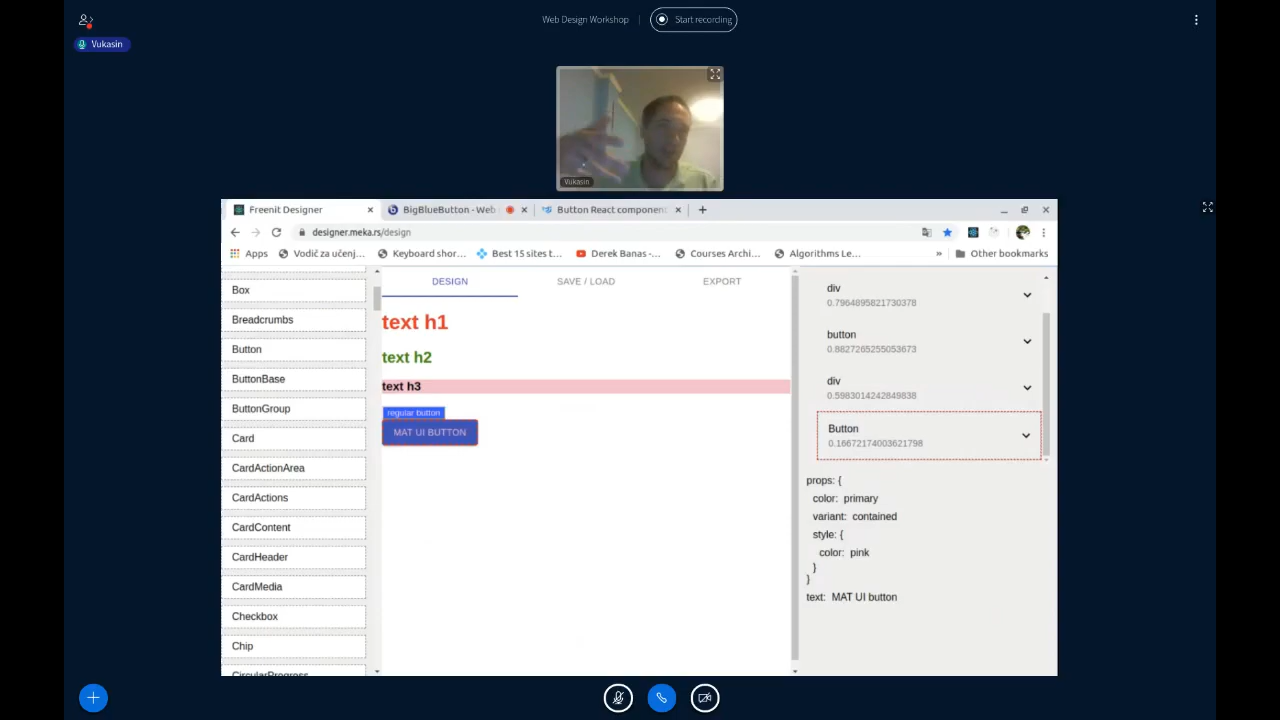 Web Design Workshop
Start recording
Vukasin
Vukasin
Freenit Designer
BigBlueButton - Web
Button React component
designer.meka.rs/design
Apps
Vodič za učenj...
Keyboard shor...
Best 15 sites t...
Derek Banas -...
Courses Archi...
Algorithms Le...
»
Other bookmarks
Box
Breadcrumbs
Button
ButtonBase
ButtonGroup
Card
CardActionArea
CardActions
CardContent
CardHeader
CardMedia
Checkbox
Chip
CircularProgress
DESIGN
SAVE / LOAD
EXPORT
text h1
text h2
text h3
regular button
MAT UI BUTTON
div
0.7964895821730378
button
0.8827265255053673
div
0.5983014242849838
Button
0.16672174003621798
props: {
color: primary
variant: contained
style: {
color: pink
}
}
text: MAT UI button